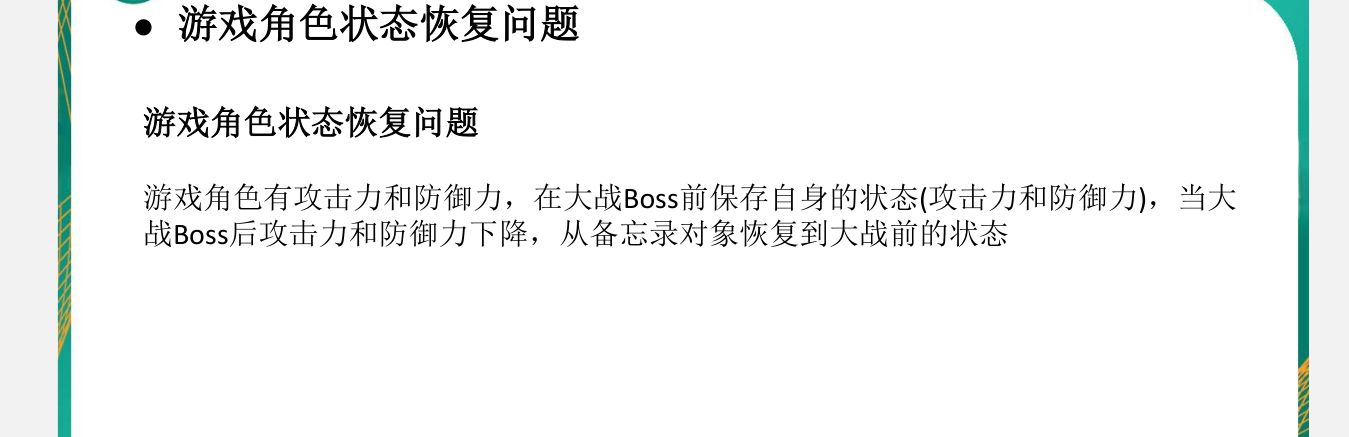 ● 游戏角色状态恢复问题
游戏角色状态恢复问题
游戏角色有攻击力和防御力，在大战Boss前保存自身的状态(攻击力和防御力)，当大
战Boss后攻击力和防御力下降，从备忘录对象恢复到大战前的状态